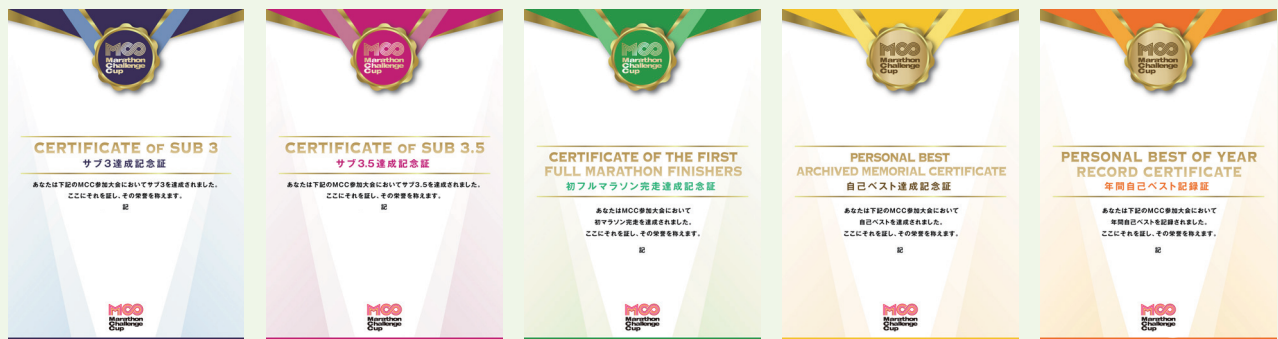 MCC
Marathon
Challenge
Cup
CERTIFICATE OF SUB 3
サブ3達成記念証
あなたは下記のMCC参加大会においてサブ3を達成されました。
ここにそれを証し、その栄誉を称えます。
記
MCC
Marathon
Challenge
Cup
MCC
Marathon
Challenge
Cup
CERTIFICATE OF SUB 3.5
サブ3.5達成記念証
あなたは下記のMCC参加大会においてサブ3.5を達成されました。
ここにそれを証し、その栄誉を称えます。
記
MCC
Marathon
Challenge
Cup
MCC
Marathon
Challenge
Cup
CERTIFICATE OF THE FIRST
FULL MARATHON FINISHERS
初フルマラソン完走達成記念証
あなたはMCC参加大会において
初マラソン完走を達成されました。
ここにそれを証し、その栄誉を称えます。
記
MCC
Marathon
Challenge
Cup
MCC
Marathon
Challenge
Cup
PERSONAL BEST
ARCHIVED MEMORIAL CERTIFICATE
自己ベスト達成記念証
あなたは下記のMCC参加大会において
自己ベストを達成されました。
ここにそれを証し、その栄誉を称えます。
記
MCC
Marathon
Challenge
Cup
MCC
Marathon
Challenge
Cup
PERSONAL BEST OF YEAR
RECORD CERTIFICATE
年間自己ベスト記録証
あなたは下記のMCC参加大会において
年間自己ベストを記録されました。
ここにそれを証し、その栄誉を称えます。
記
MCC
Marathon
Challenge
Cup